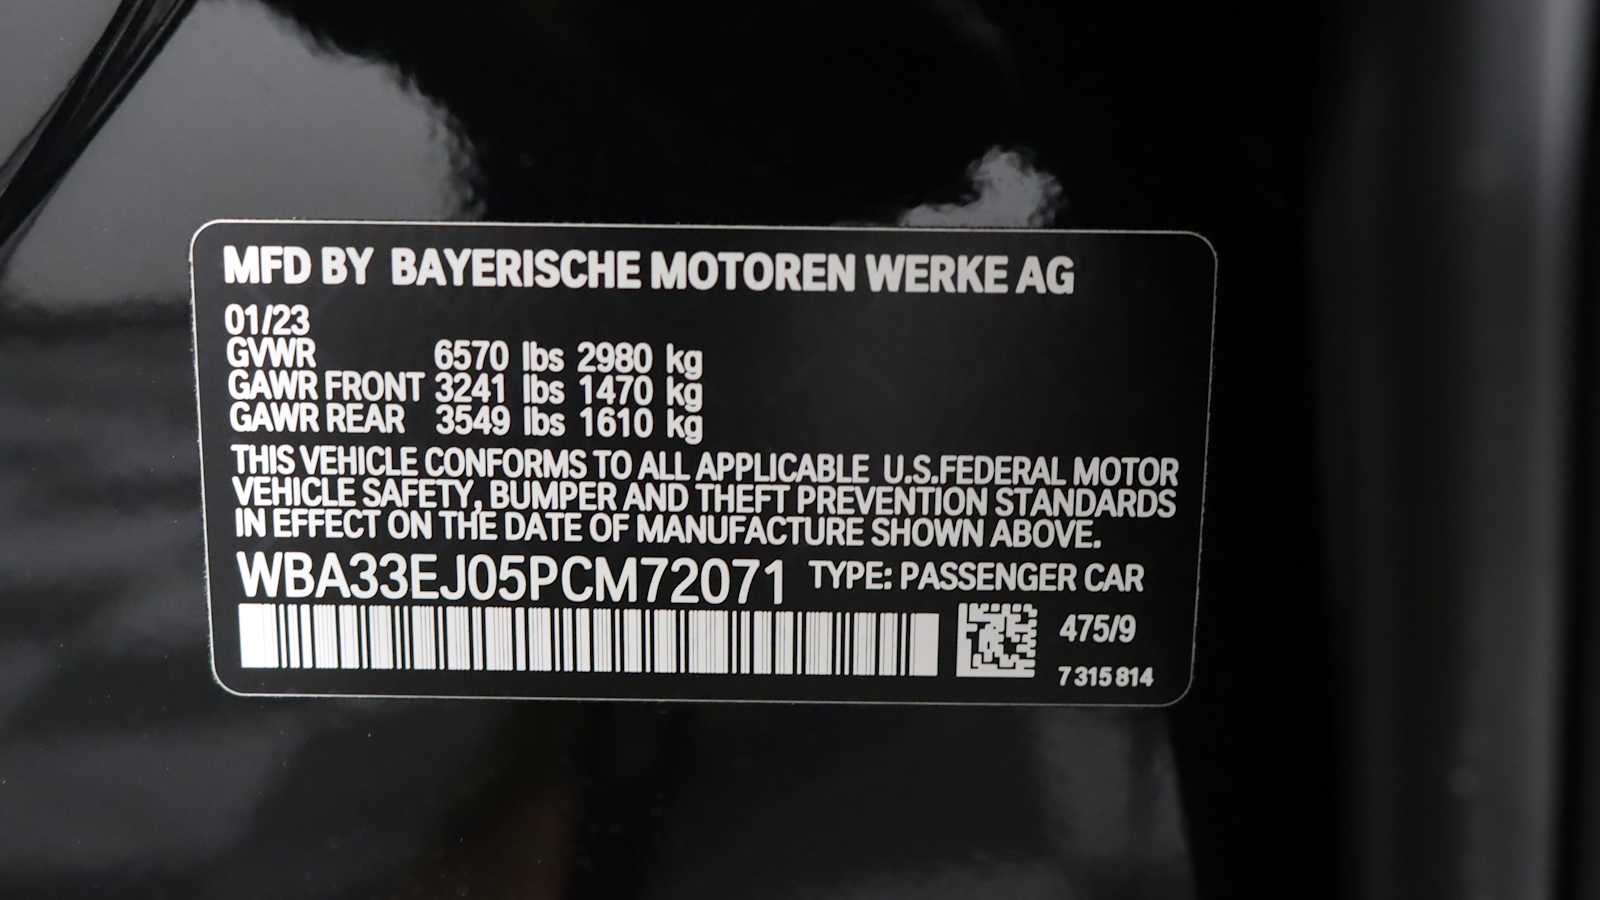 MFD BY BAYERISCHE MOTOREN WERKE AG
01/23
GVWR 6570 lbs 2980 kg
GAWR FRONT 3241 lbs 1470 kg
GAWR REAR 3549 lbs 1610 kg
THIS VEHICLE CONFORMS TO ALL APPLICABLE U.S.FEDERAL MOTOR
VEHICLE SAFETY, BUMPER AND THEFT PREVENTION STANDARDS
IN EFFECT ON THE DATE OF MANUFACTURE SHOWN ABOVE.
WBA33EJ05PCM72071 TYPE: PASSENGER CAR
475/9
7 315 814